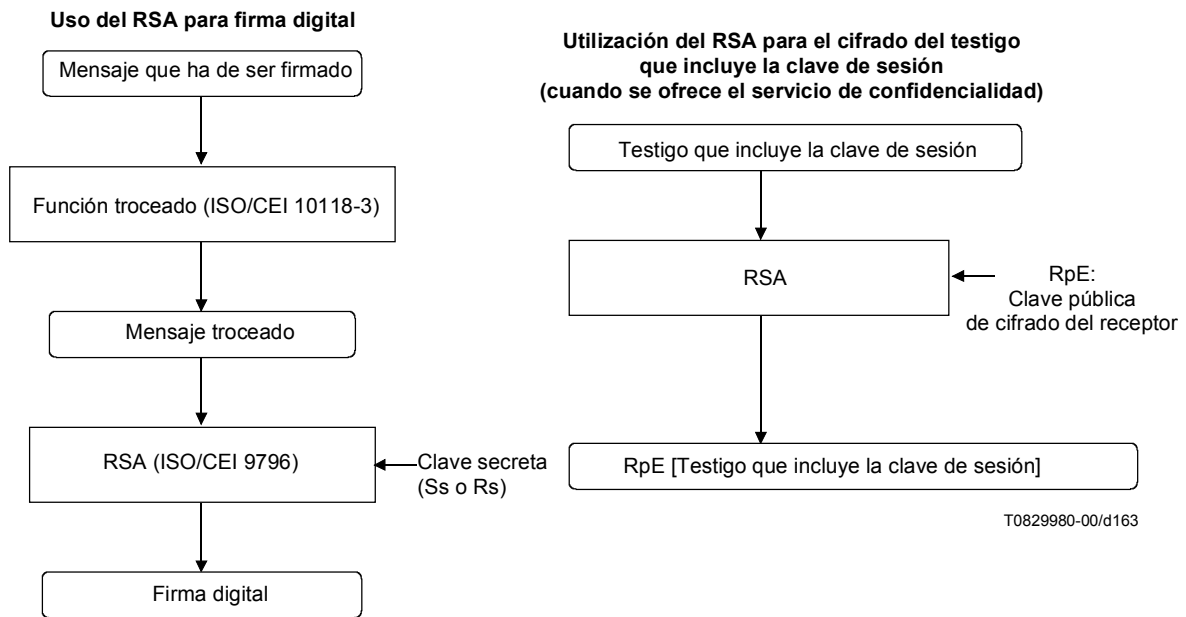 Uso del RSA para firma digital
Mensaje que ha de ser firmado
Función troceado (ISO/CEI 10118-3)
Mensaje troceado
RSA (ISO/CEI 9796)
Clave secreta
(Ss o Rs)
Firma digital
Utilización del RSA para el cifrado del testigo
que incluye la clave de sesión
(cuando se ofrece el servicio de confidencialidad)
Testigo que incluye la clave de sesión
RSA
RpE:
Clave pública
de cifrado del receptor
RpE [Testigo que incluye la clave de sesión]
T0829980-00/d163